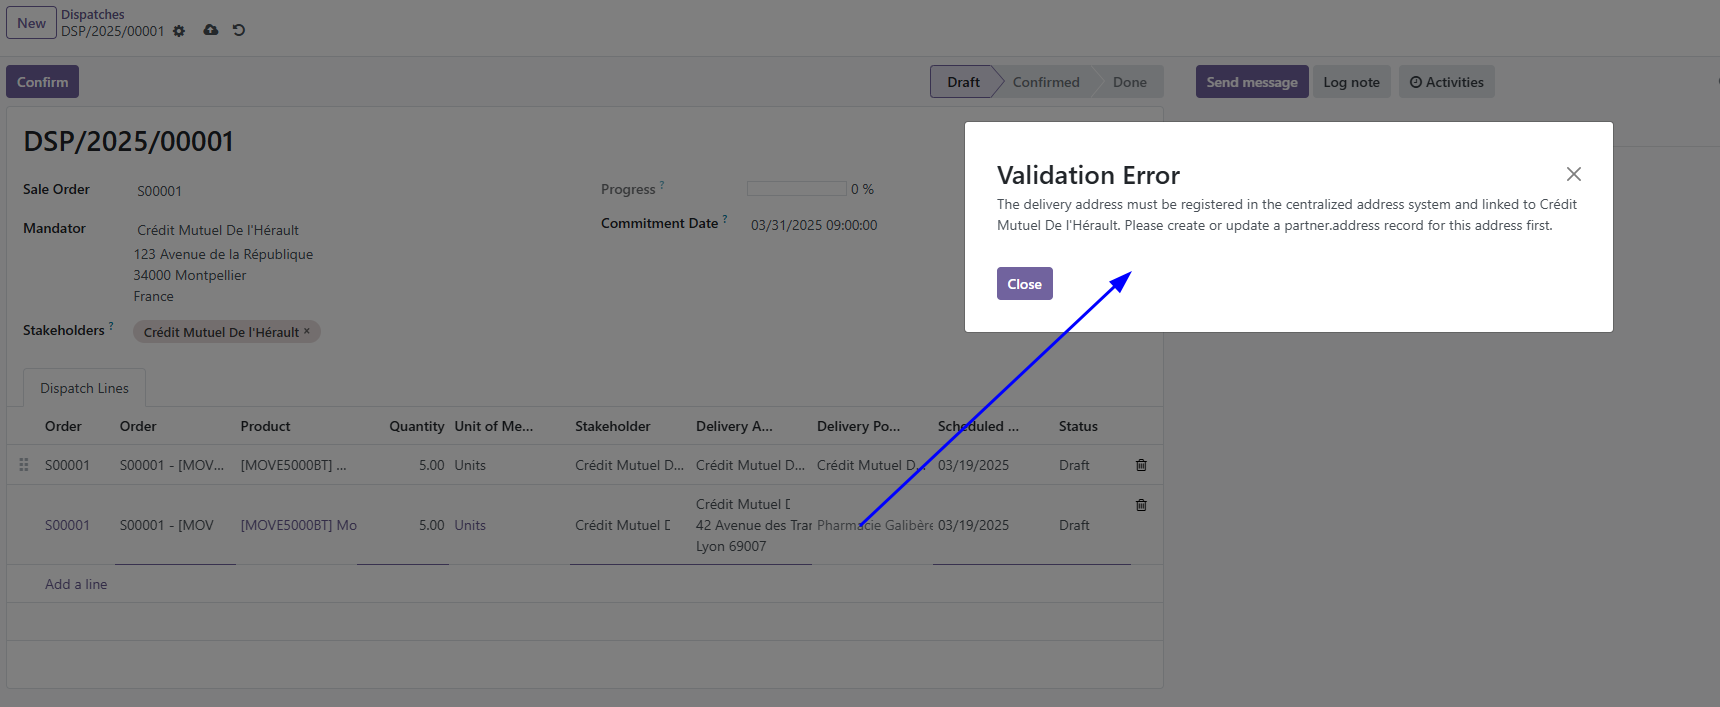 New
Dispatches
DSP/2025/00001
Confirm
Draft
Confirmed
Done
Send message
Log note
Activities
DSP/2025/00001
Sale Order
S00001
Progress ?
0 %
Mandator
Crédit Mutuel De l'Hérault
123 Avenue de la République
34000 Montpellier
France
Commitment Date ?
03/31/2025 09:00:00
Stakeholders ?
Crédit Mutuel De l'Hérault ×
Validation Error
The delivery address must be registered in the centralized address system and linked to Crédit
Mutuel De l'Hérault. Please create or update a partner.address record for this address first.
Close
Dispatch Lines
Order Order Product Quantity Unit of Me... Stakeholder Delivery A... Delivery Po... Scheduled ... Status
S00001 S00001 - [MOV... [MOVE5000BT] ... 5.00 Units Crédit Mutuel D... Crédit Mutuel D... Crédit Mutuel D... 03/19/2025 Draft
S00001 S00001 - [MOV [MOVE5000BT] Mo 5.00 Units Crédit Mutuel D Crédit Mutuel D
42 Avenue des Trar
Lyon 69007
Pharmacie Galibère 03/19/2025 Draft
Add a line